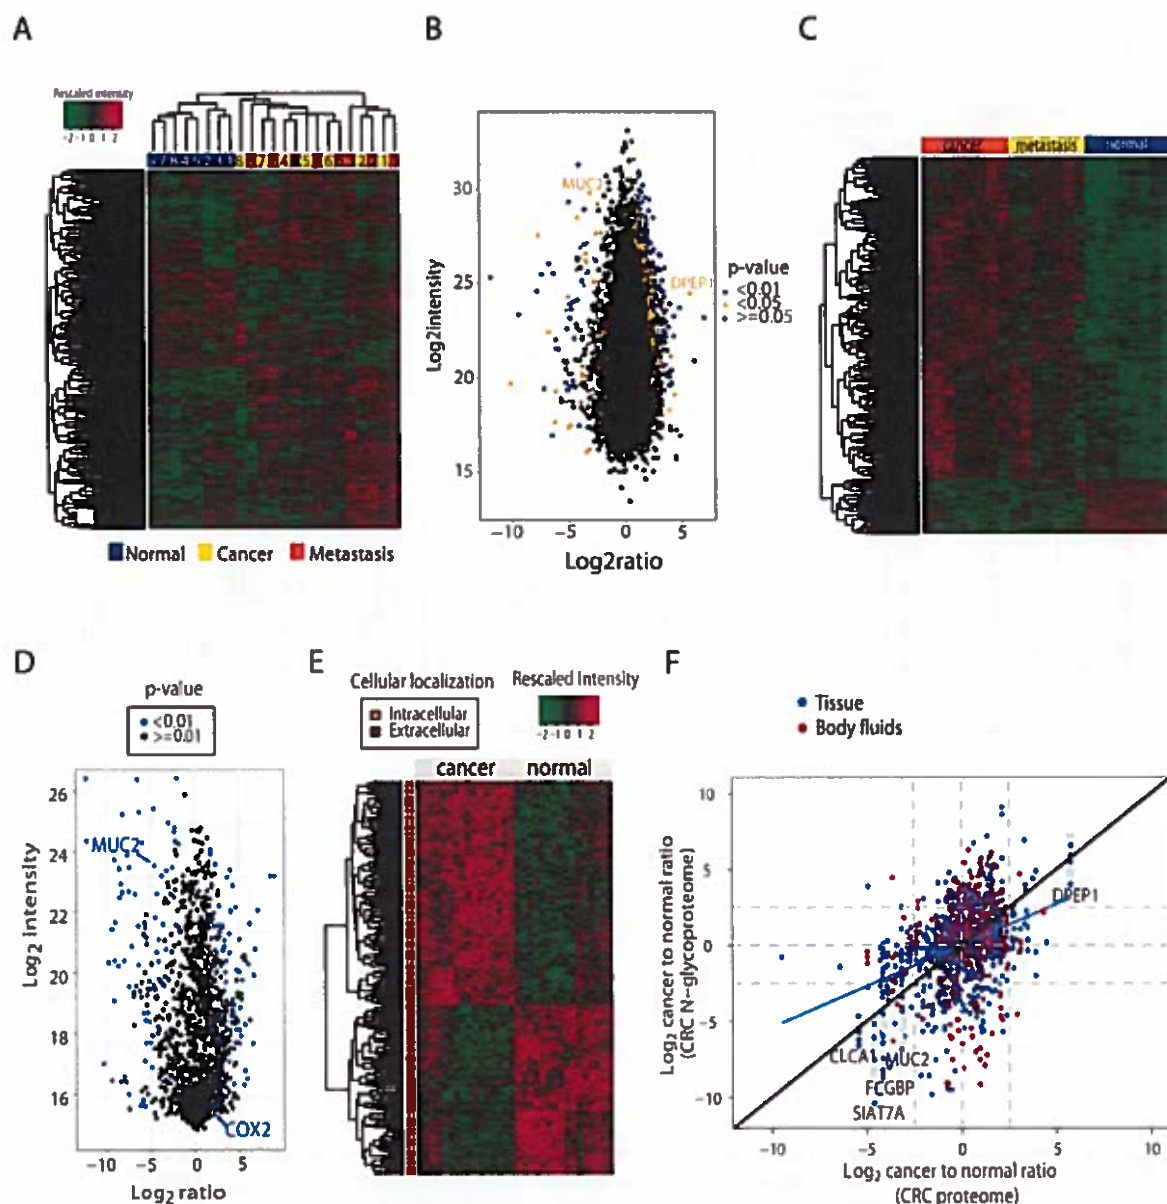 A
Rescaled intensity
-2 -1 0 1 2
Normal
Cancer
Metastasis
B
MUC2
DPEP
30
25
20
15
Log2intensity
-10
-5
0
5
Log2ratio
p-value
<0.01
<0.05
>=0.05
C
cancer
metastasis
normal
D
p-value
<0.01
>=0.01
26
24
22
20
18
16
Log2 intensity
MUC2
COX2
-10
-5
0
5
Log2 ratio
E
Cellular localization
Intracellular
Extracellular
Rescaled Intensity
-2 -1 0 1 2
cancer
normal
F
Tissue
Body fluids
10
5
0
-5
-10
Log2 cancer to normal ratio
(CRC N-glycoproteome)
DPEP1
CLCA1
MUC2
FCGBP
SIAT7A
-10
-5
0
5
10
Log2 cancer to normal ratio
(CRC proteome)